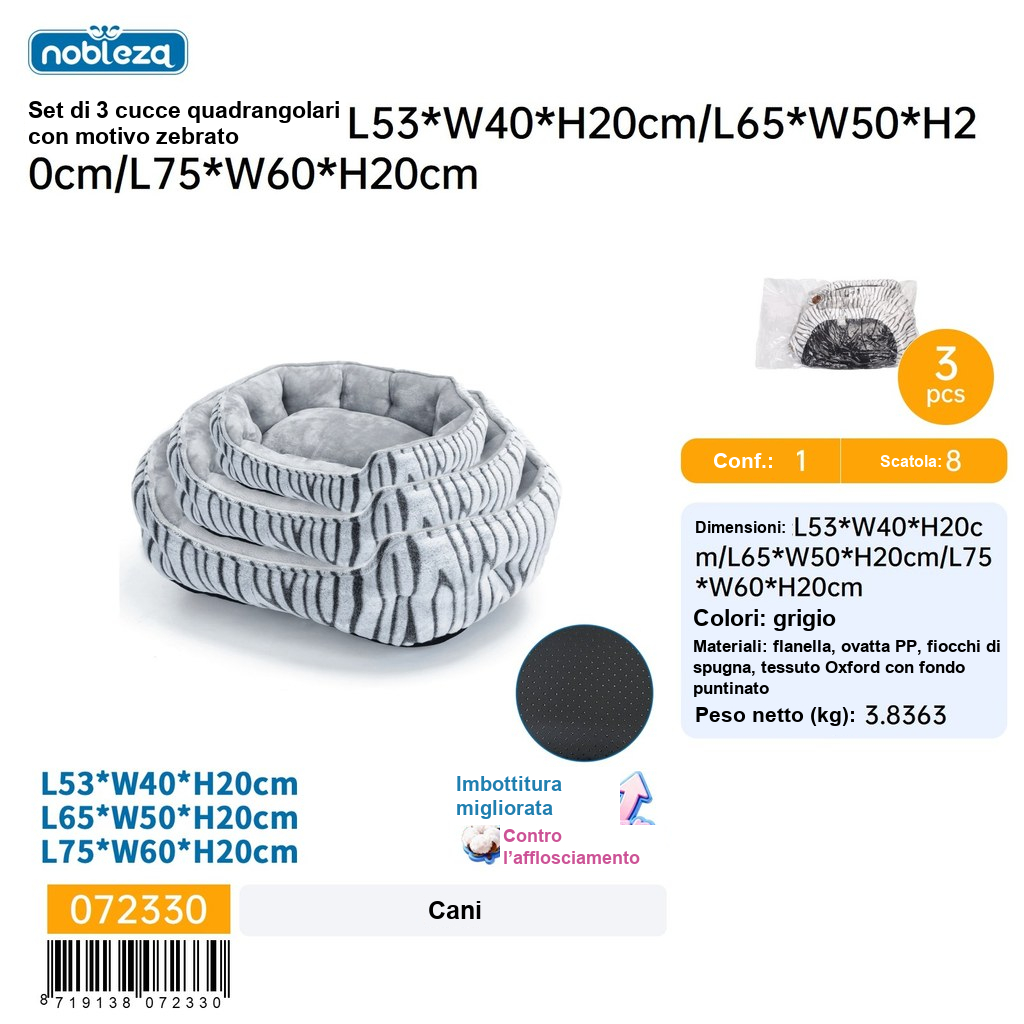 nobleza
Set di 3 cucce quadrangolari
con motivo zebrato
L53*W40*H20cm/L65*W50*H2
0cm/L75*W60*H20cm
3
pcs
Conf.: 1
Scatola: 8
Dimensioni: L53*W40*H20c
m/L65*W50*H20cm/L75
*W60*H20cm
Colori: grigio
Materiali: flanella, ovatta PP, fiocchi di
spugna, tessuto Oxford con fondo
puntinato
Peso netto (kg): 3.8363
L53*W40*H20cm
L65*W50*H20cm
L75*W60*H20cm
Imbottitura
migliorata
Contro
l'afflosciamento
072330
Cani
8 719138 072330